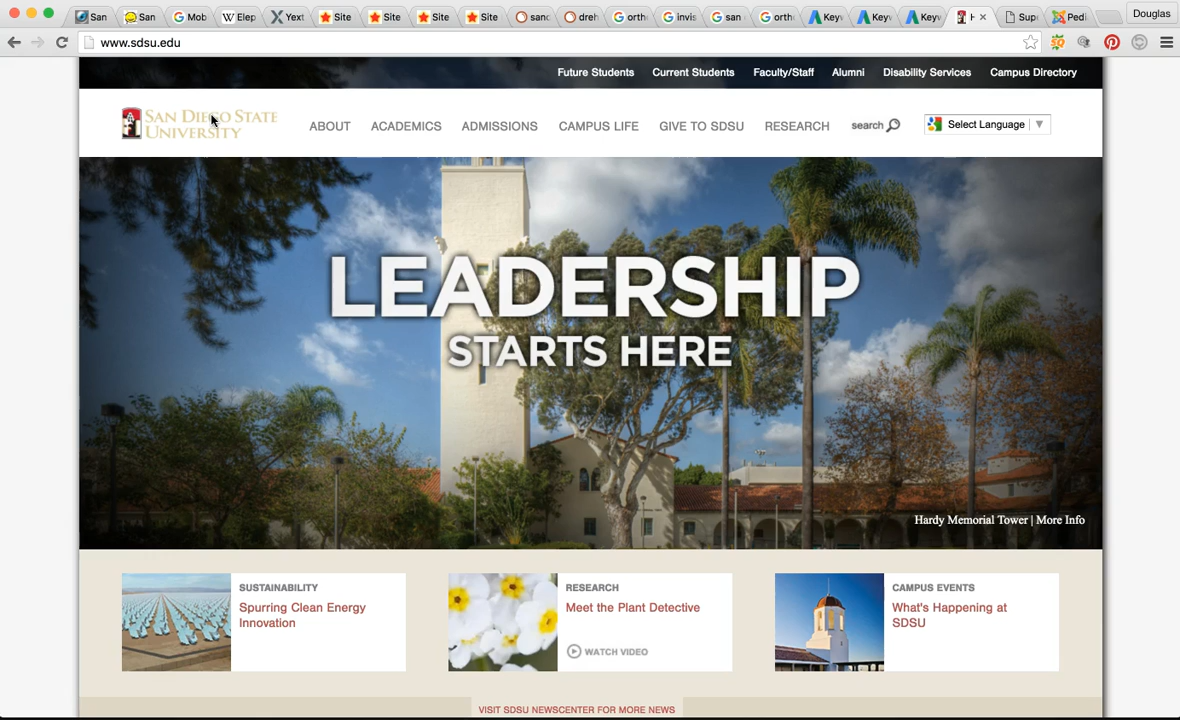 San
San
Mob
Elep
Yext
Site
Site
Site
Site
sand
dreh
orth
invis
san
orth
Keyv
Keyv
Keyv
H
Sup
Pedi
Douglas
www.sdsu.edu
Future Students
Current Students
Faculty/Staff
Alumni
Disability Services
Campus Directory
SAN DIEGO STATE
UNIVERSITY
ABOUT
ACADEMICS
ADMISSIONS
CAMPUS LIFE
GIVE TO SDSU
RESEARCH
search
Select Language
LEADERSHIP
STARTS HERE
Hardy Memorial Tower | More Info
SUSTAINABILITY
Spurring Clean Energy
Innovation
RESEARCH
Meet the Plant Detective
WATCH VIDEO
CAMPUS EVENTS
What's Happening at
SDSU
VISIT SDSU NEWSCENTER FOR MORE NEWS